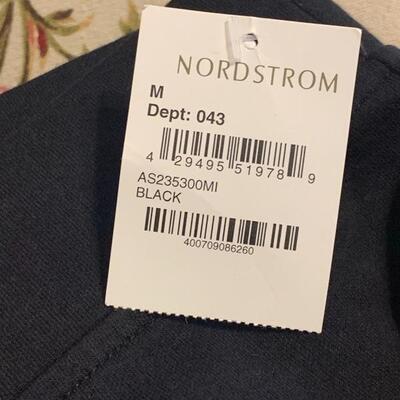 NORDSTROM
M
Dept: 043
4 29495 51978 9
AS235300MI
BLACK
400709086260